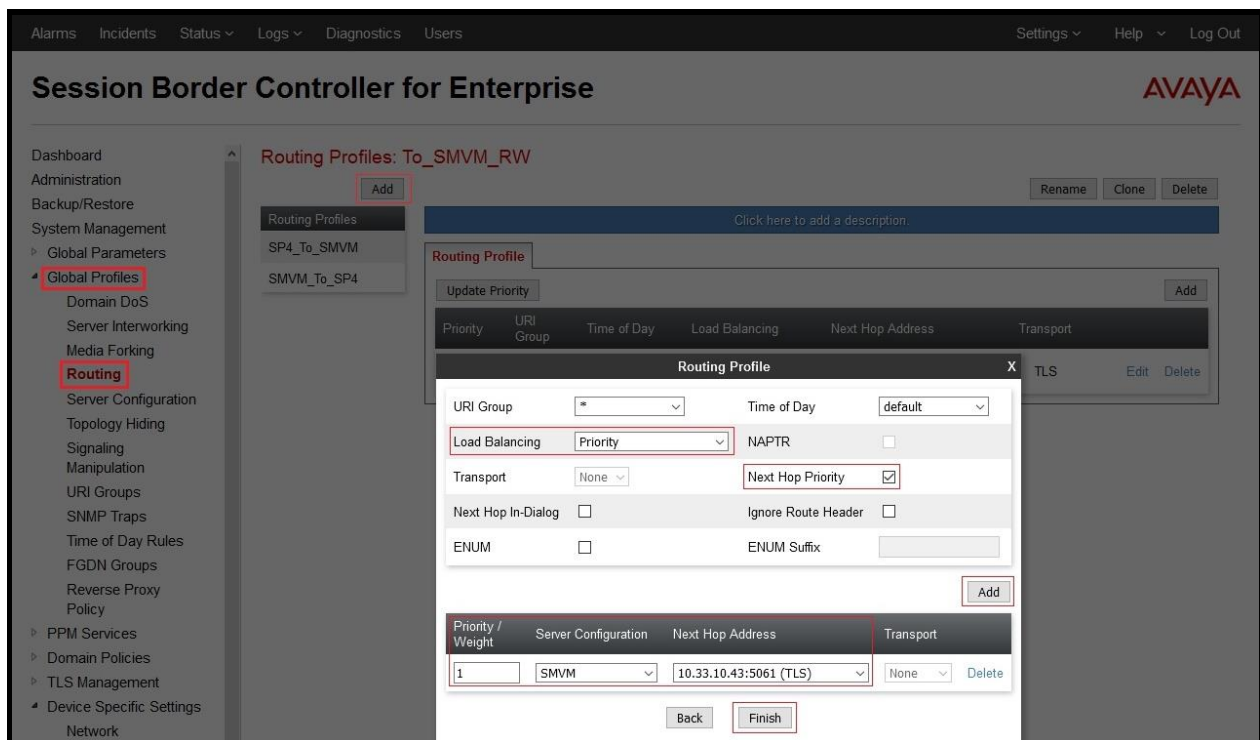 Alarms Incidents Status Logs Diagnostics Users Settings Help Log Out
Session Border Controller for Enterprise
AVAYA
Dashboard
Administration
Backup/Restore
System Management
Global Parameters
Global Profiles
Domain DoS
Server Interworking
Media Forking
Routing
Server Configuration
Topology Hiding
Signaling
Manipulation
URI Groups
SNMP Traps
Time of Day Rules
FGDN Groups
Reverse Proxy
Policy
PPM Services
Domain Policies
TLS Management
Device Specific Settings
Network
Routing Profiles: To_SMVM_RW
Add
Rename Clone Delete
Routing Profiles
SP4_To_SMVM
SMVM_To_SP4
Click here to add a description.
Routing Profile
Update Priority Add
Priority URI Group Time of Day Load Balancing Next Hop Address Transport
TLS Edit Delete
Routing Profile X
URI Group * Time of Day default
Load Balancing Priority NAPTR
Transport None Next Hop Priority
Next Hop In-Dialog Ignore Route Header
ENUM ENUM Suffix
Add
Priority / Weight Server Configuration Next Hop Address Transport
1 SMVM 10.33.10.43:5061 (TLS) None Delete
Back Finish